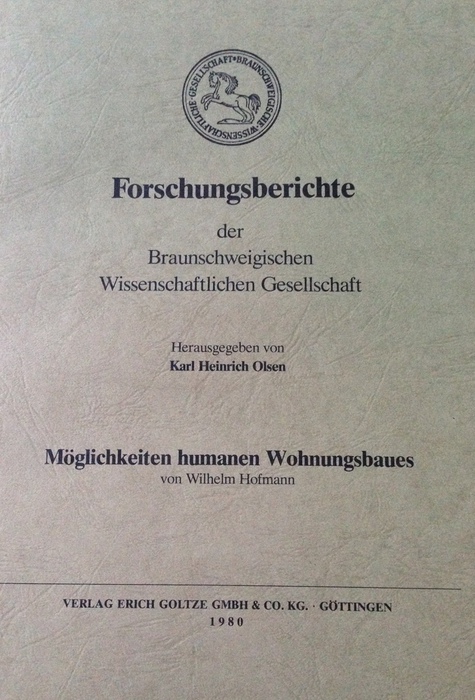 BRAUNSCHWEIGISCHE WISSENSCHAFTLICHE GESELLSCHAFT
Forschungsberichte
der
Braunschweigischen
Wissenschaftlichen Gesellschaft
Herausgegeben von
Karl Heinrich Olsen
Möglichkeiten humanen Wohnungsbaues
von Wilhelm Hofmann
VERLAG ERICH GOLTZE GMBH & CO. KG. · GÖTTINGEN
1980